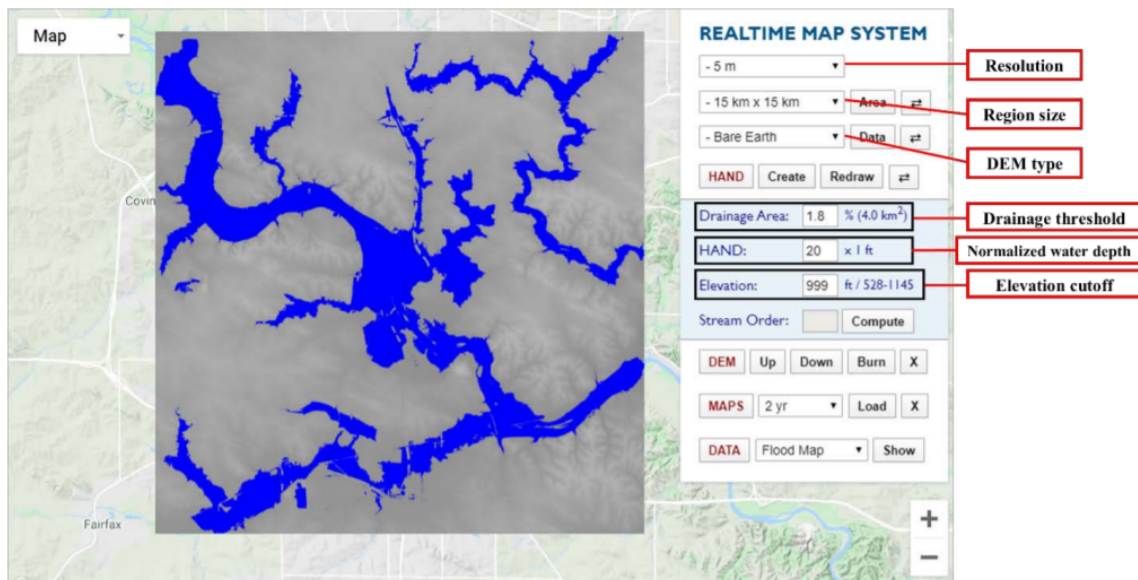 Map
Covin
Fairfax
REALTIME MAP SYSTEM
- 5 m
- 15 km x 15 km Area ⇄
- Bare Earth Data ⇄
HAND Create Redraw ⇄
Drainage Area: 1.8 % (4.0 km²)
HAND: 20 x 1 ft
Elevation: 999 ft / 528-1145
Stream Order: Compute
DEM Up Down Burn X
MAPS 2 yr Load X
DATA Flood Map Show
+
−
Resolution
Region size
DEM type
Drainage threshold
Normalized water depth
Elevation cutoff